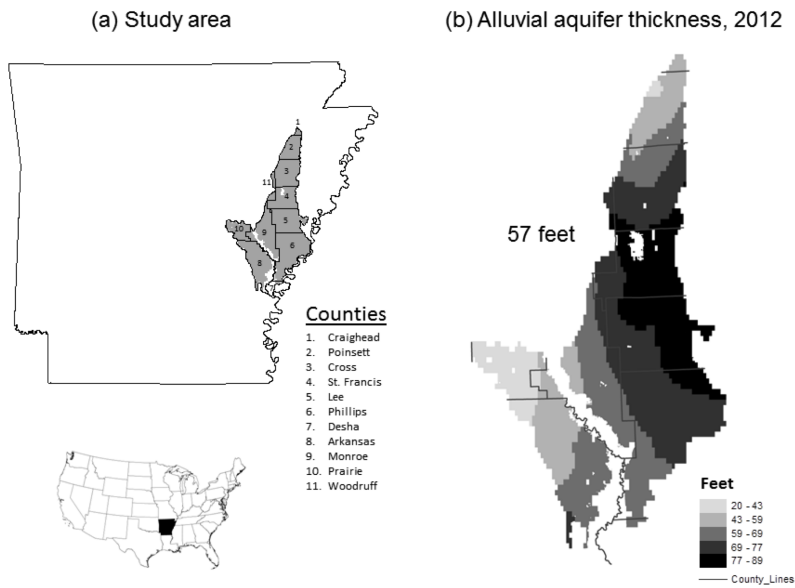 (a) Study area
(b) Alluvial aquifer thickness, 2012
1
2
3
11
4
5
10
9
6
8
7
57 feet
Counties
1. Craighead
2. Poinsett
3. Cross
4. St. Francis
5. Lee
6. Phillips
7. Desha
8. Arkansas
9. Monroe
10. Prairie
11. Woodruff
Feet
20 - 43
43 - 59
59 - 69
69 - 77
77 - 89
County_Lines